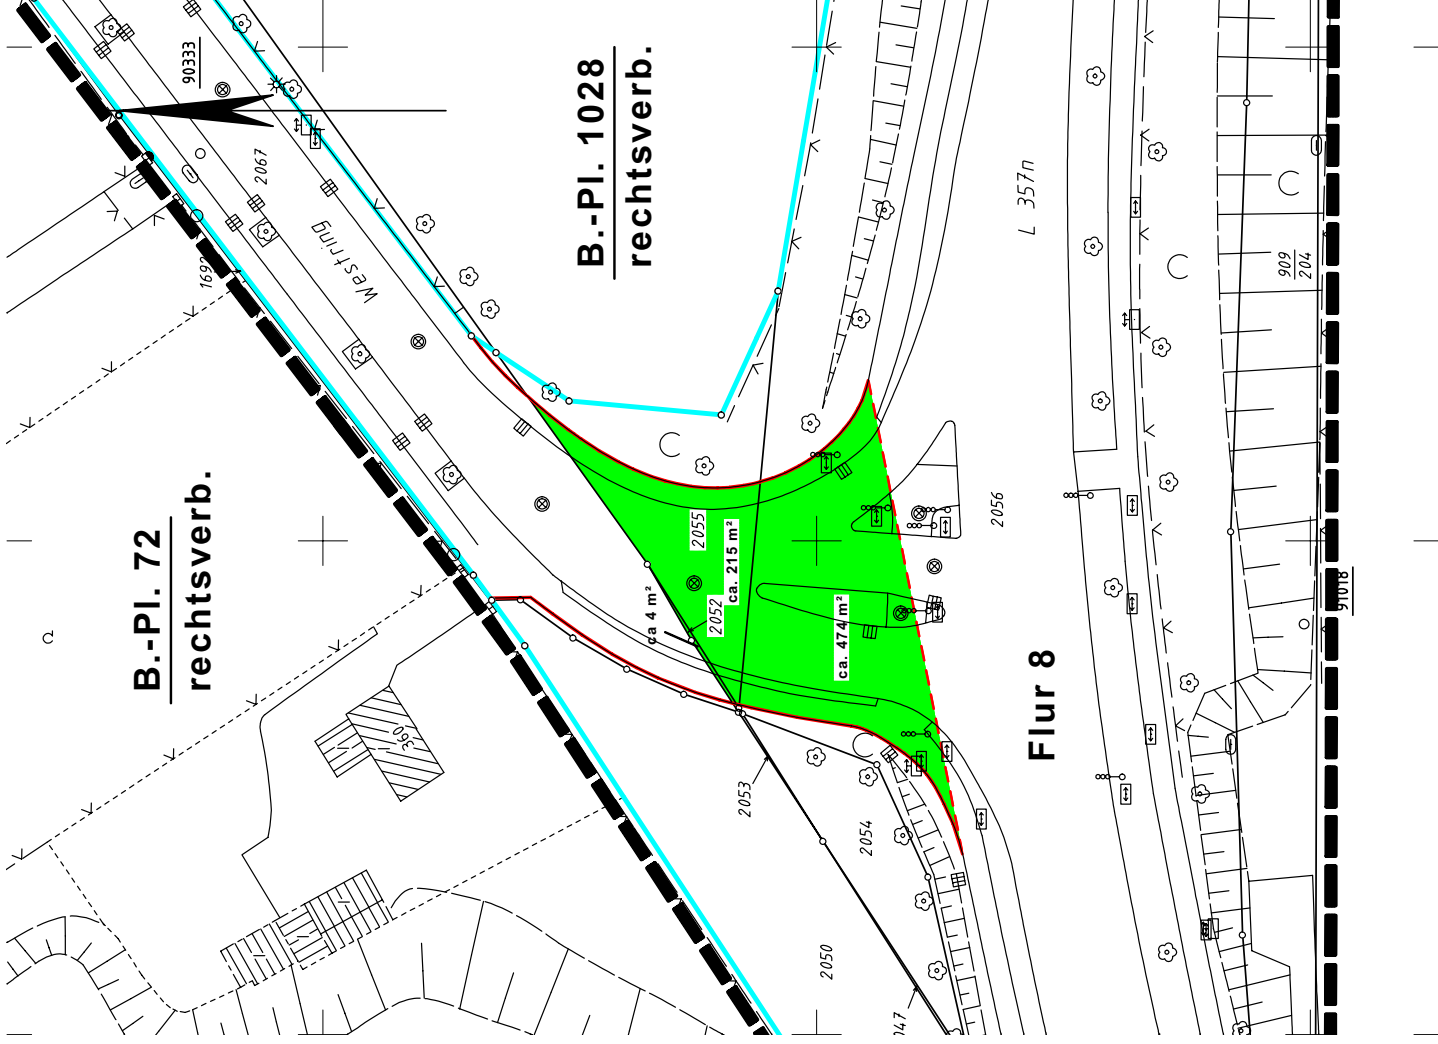 90333
2067
B.-Pl. 1028
rechtsverb.
L 357n
1692
Westring
909
204
B.-Pl. 72
rechtsverb.
2055
ca. 215 m²
2056
ca 4 m²
2052
ca. 474 m²
91018
360
Flur 8
2053
2054
2050